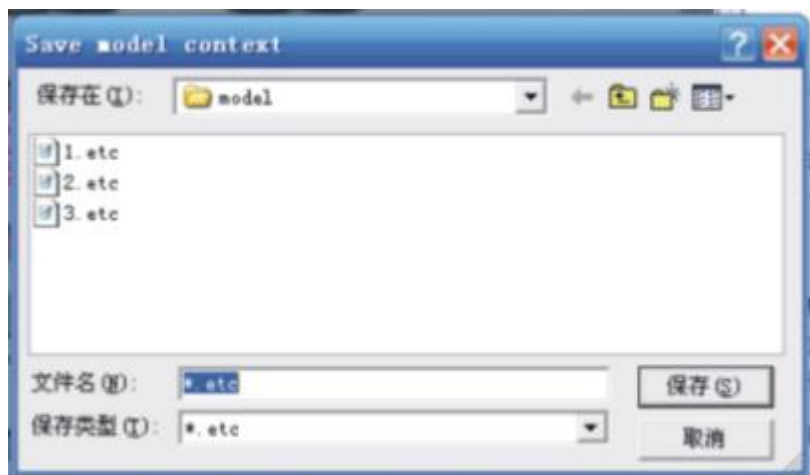 Save model context
保存在(I): model
1.etc
2.etc
3.etc
文件名(N): *.etc 保存(S)
保存类型(T): *.etc 取消